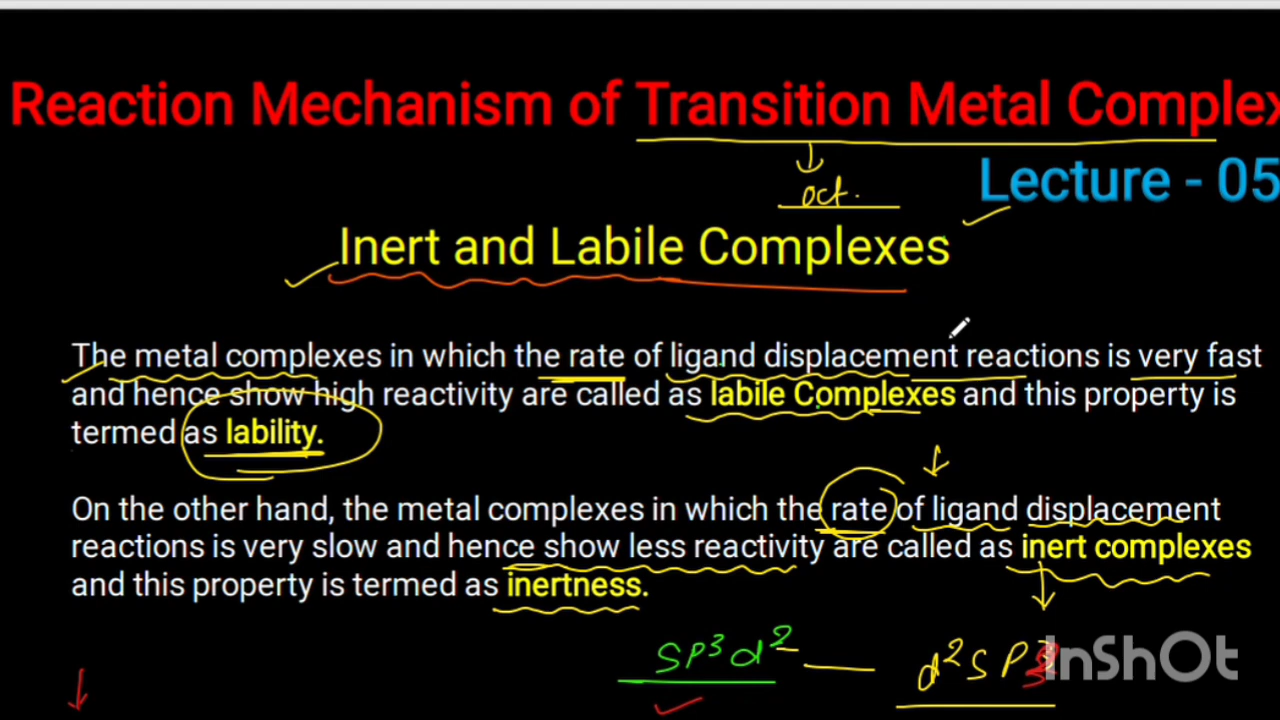 Reaction Mechanism of Transition Metal Complex
oct.
Lecture - 05
Inert and Labile Complexes
The metal complexes in which the rate of ligand displacement reactions is very fast
and hence show high reactivity are called as labile Complexes and this property is
termed as lability.
On the other hand, the metal complexes in which the rate of ligand displacement
reactions is very slow and hence show less reactivity are called as inert complexes
and this property is termed as inertness.
SP³d² — d²SP³
InShOt